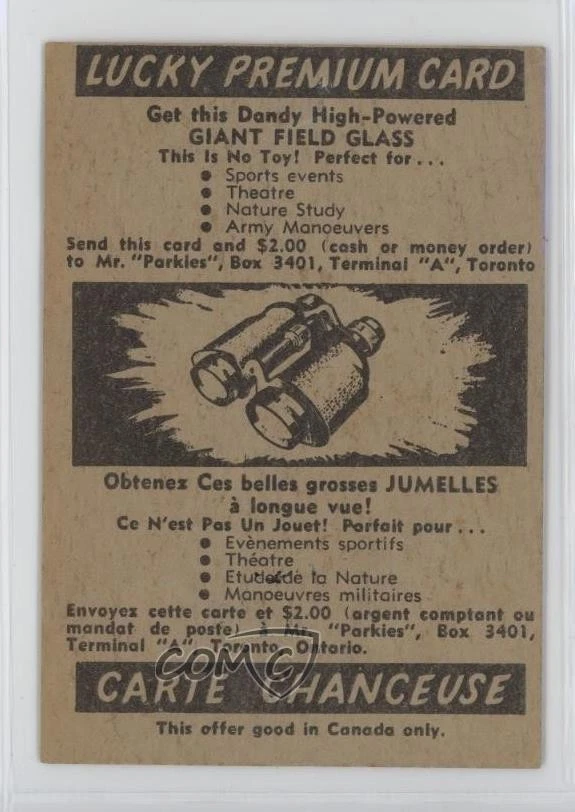 LUCKY PREMIUM CARD
Get this Dandy High-Powered
GIANT FIELD GLASS
This Is No Toy! Perfect for...
● Sports events
● Theatre
● Nature Study
● Army Manoeuvers
Send this card and $2.00 (cash or money order)
to Mr. "Parkies", Box 3401, Terminal "A", Toronto
Obtenez Ces belles grosses JUMELLES
à longue vue!
Ce N'est Pas Un Jouet! Parfait pour...
● Evènements sportifs
● Théatre
● Etude de la Nature
● Manoeuvres militaires
Envoyez cette carte et $2.00 (argent comptant ou
mandat de poste) à Mr. "Parkies", Box 3401,
Terminal "A" Toronto, Ontario.
COMC
CARTE CHANCEUSE
This offer good in Canada only.